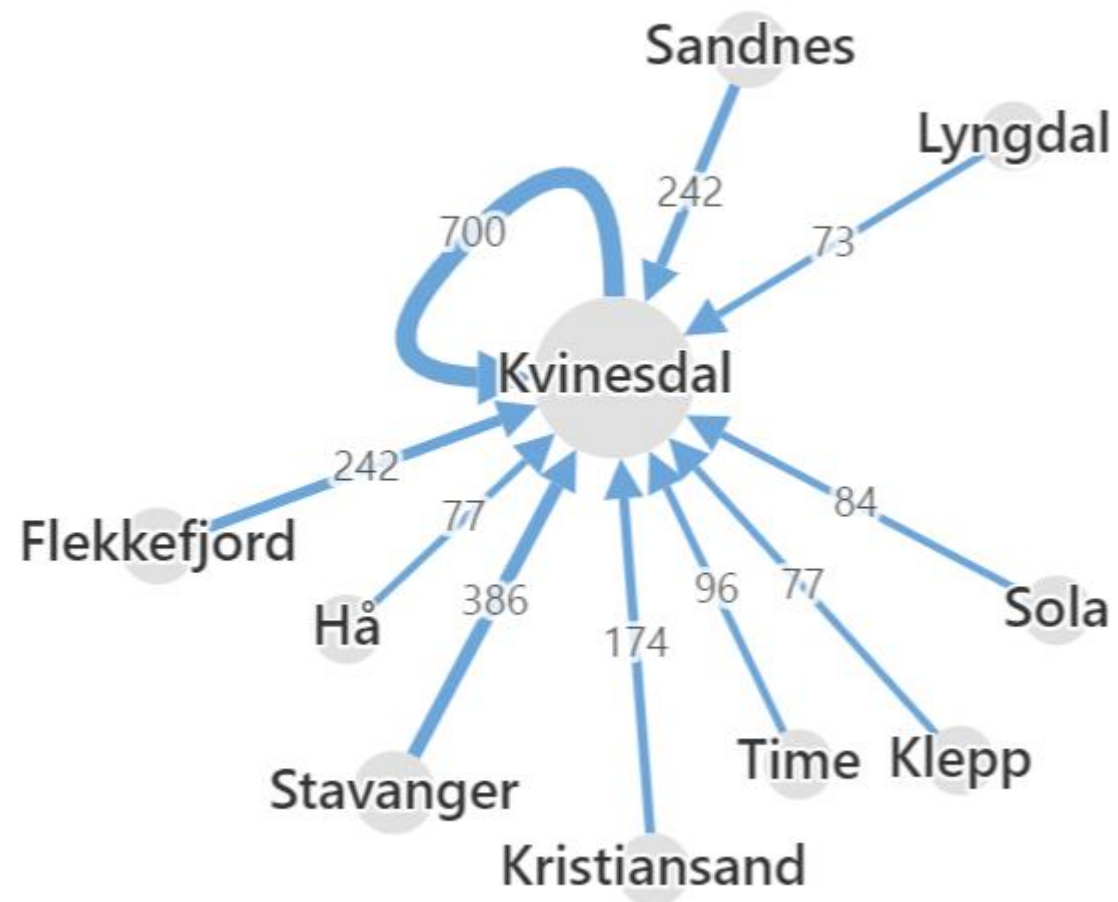 Sandnes
Lyngdal
242
700
73
Kvinesdal
242
84
77
Flekkefjord
96
77
386
Sola
Hå
174
Time
Klepp
Stavanger
Kristiansand